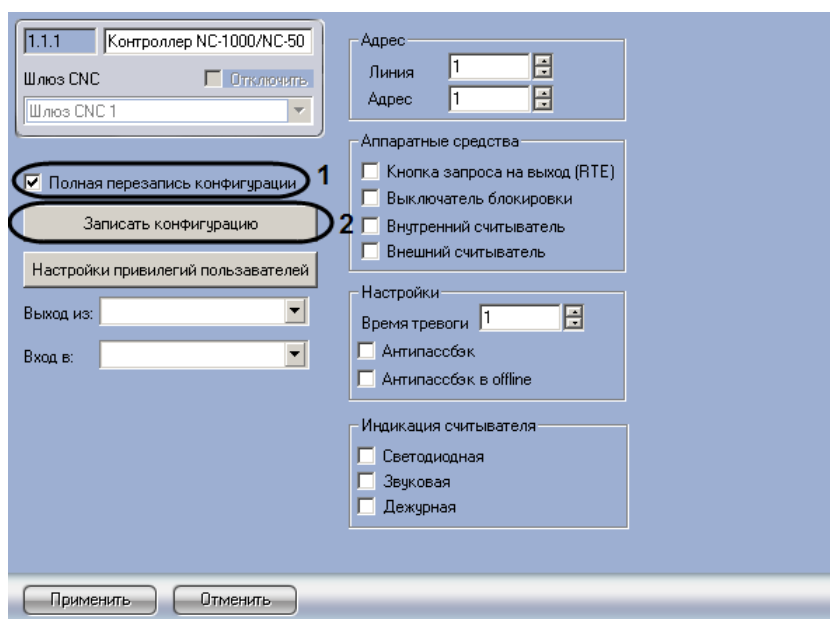 1.1.1
Контроллер NC-1000/NC-50
Шлюз CNC
Отключить
Шлюз CNC 1
Полная перезапись конфигурации
1
Записать конфигурацию
2
Настройки привилегий пользавателей
Выход из:
Вход в:
Адрес
Линия
1
Адрес
1
Аппаратные средства
Кнопка запроса на выход (RTE)
Выключатель блокировки
Внутренний считыватель
Внешний считыватель
Настройки
Время тревоги
1
Антипассбэк
Антипассбэк в offline
Индикация считывателя
Светодиодная
Звуковая
Дежурная
Применить
Отменить